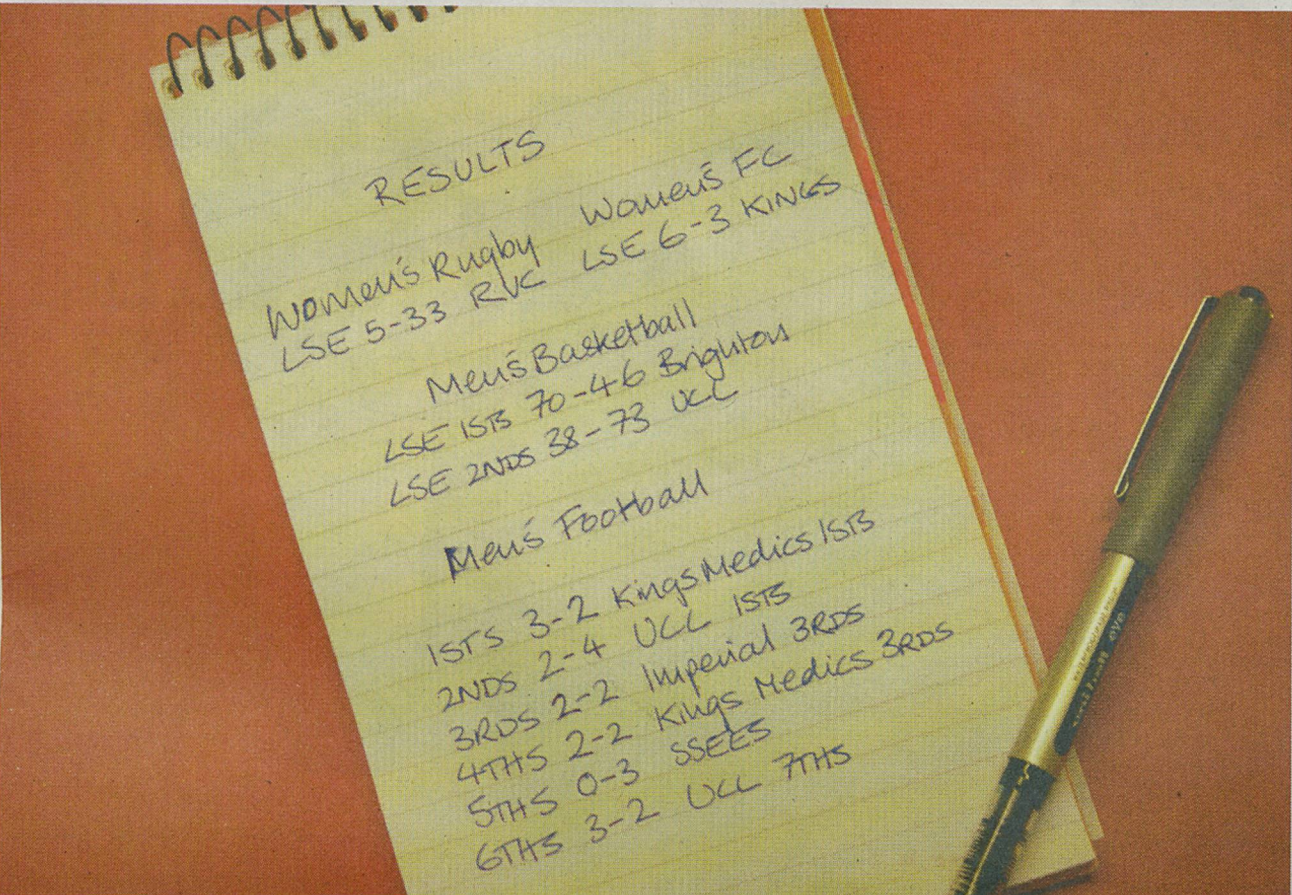 RESULTS
Women's Rugby
LSE 5-33 RVC
Women's FC
LSE 6-3 KINGS
Men's Basketball
LSE 1STS 70-46 Brighton
LSE 2NDS 38-73 UCL
Men's Football
1STS 3-2 Kings Medics 1STS
2NDS 2-4 UCL 1STS
3RDS 2-2 Imperial 3RDS
4THS 2-2 Kings Medics 3RDS
5THS 0-3 SSEES
6THS 3-2 UCL 7THS
eye